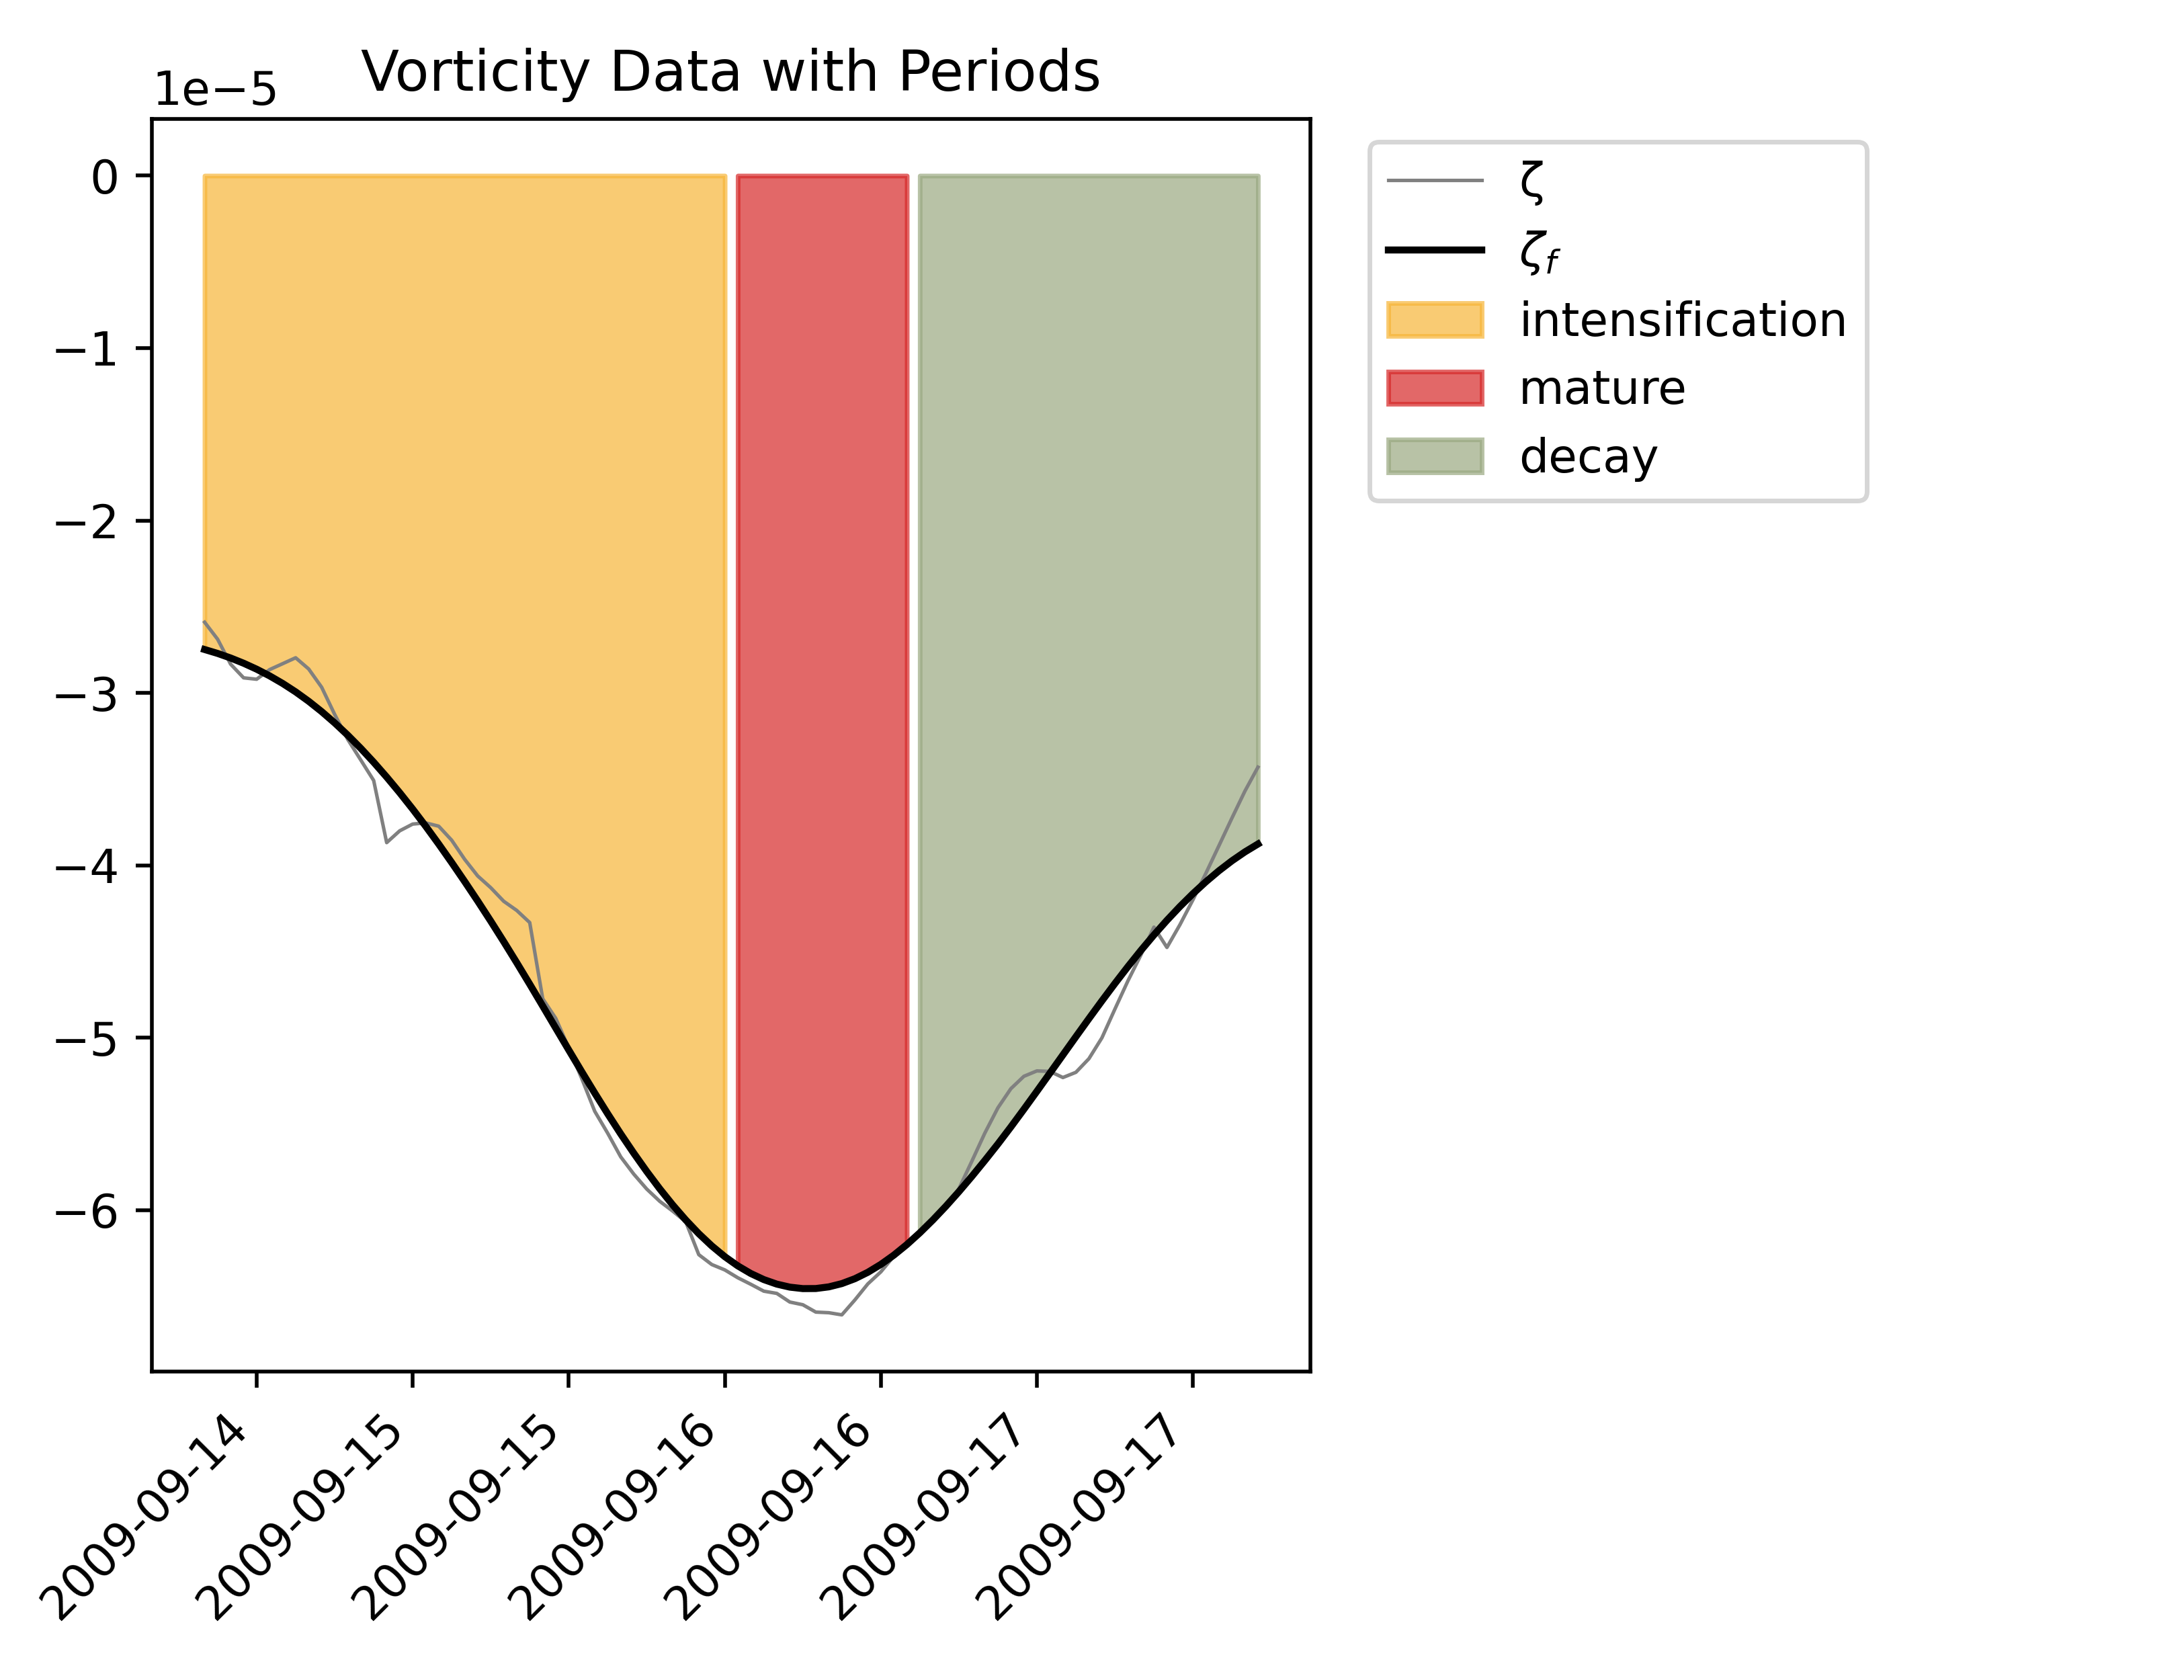 Vorticity Data with Periods
1e−5
0
−1
−2
−3
−4
−5
−6
2009-09-14
2009-09-15
2009-09-15
2009-09-16
2009-09-16
2009-09-17
2009-09-17
ζ
ζf
intensification
mature
decay